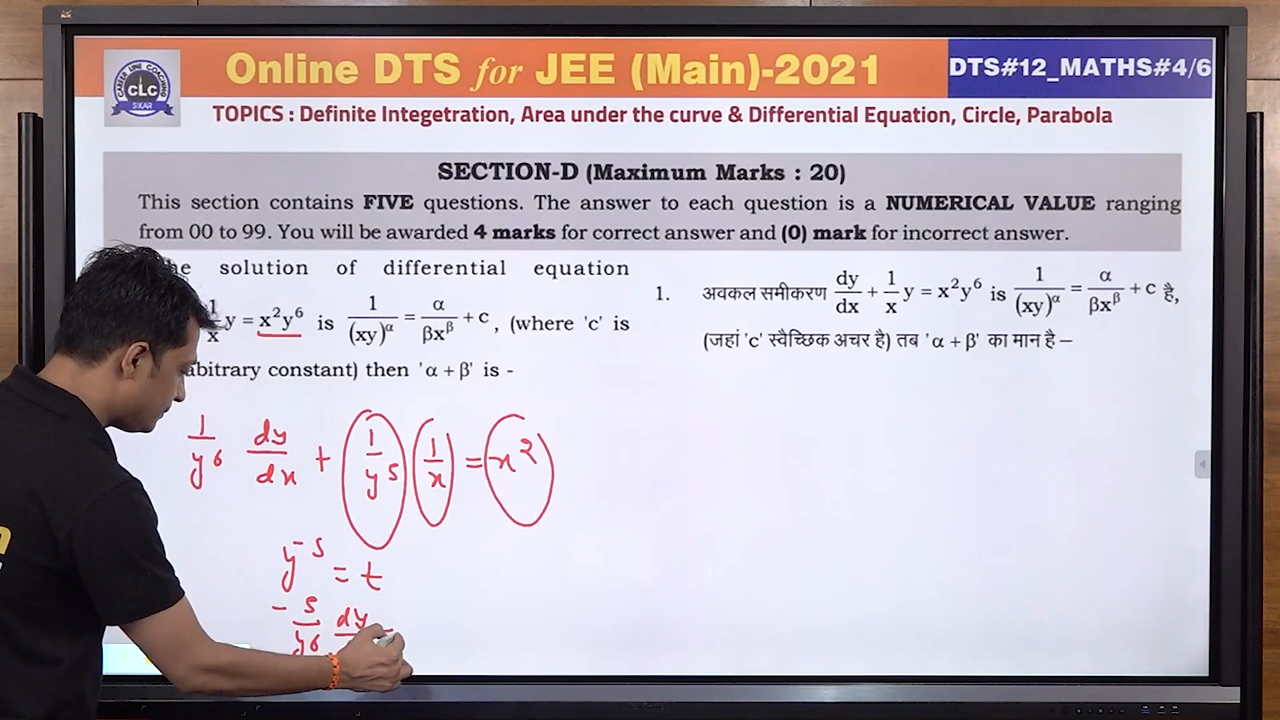 Online DTS for JEE (Main)-2021
DTS#12_MATHS#4/6
CAREER LINE COACHING
CLC
SIKAR
TOPICS : Definite Integetration, Area under the curve & Differential Equation, Circle, Parabola
SECTION-D (Maximum Marks : 20)
This section contains FIVE questions. The answer to each question is a NUMERICAL VALUE ranging
from 00 to 99. You will be awarded 4 marks for correct answer and (0) mark for incorrect answer.
solution of differential equation
1/x y = x²y⁶ is 1/(xy)^α = α/βx^β + c , (where 'c' is
abitrary constant) then 'α + β' is -
1. अवकल समीकरण dy/dx + 1/x y = x²y⁶ is 1/(xy)^α = α/βx^β + c है,
(जहां 'c' स्वैच्छिक अचर है) तब 'α + β' का मान है –
1/y⁶ dy/dx + 1/y⁵ (1/x) = x²
y⁻⁵ = t
- 5/y⁶ dy